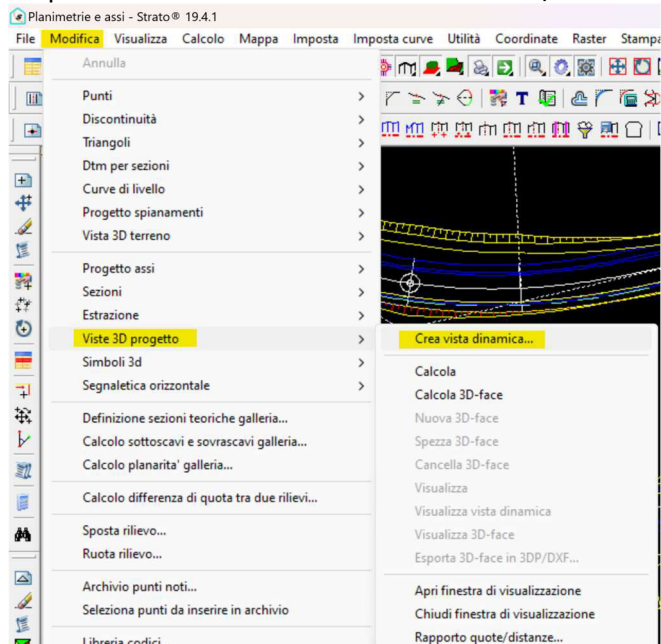 Planimetrie e assi - Strato® 19.4.1
File Modifica Visualizza Calcolo Mappa Imposta Imposta curve Utilità Coordinate Raster Stampa
Annulla
Punti
Discontinuità
Triangoli
Dtm per sezioni
Curve di livello
Progetto spianamenti
Vista 3D terreno
Progetto assi
Sezioni
Estrazione
Viste 3D progetto
Simboli 3d
Segnaletica orizzontale
Definizione sezioni teoriche galleria...
Calcolo sottoscavi e sovrascavi galleria...
Calcolo planarita' galleria...
Calcolo differenza di quota tra due rilievi...
Sposta rilievo...
Ruota rilievo...
Archivio punti noti...
Seleziona punti da inserire in archivio
Libreria codici
Crea vista dinamica...
Calcola
Calcola 3D-face
Nuova 3D-face
Spezza 3D-face
Cancella 3D-face
Visualizza
Visualizza vista dinamica
Visualizza 3D-face
Esporta 3D-face in 3DP/DXF...
Apri finestra di visualizzazione
Chiudi finestra di visualizzazione
Rapporto quote/distanze...